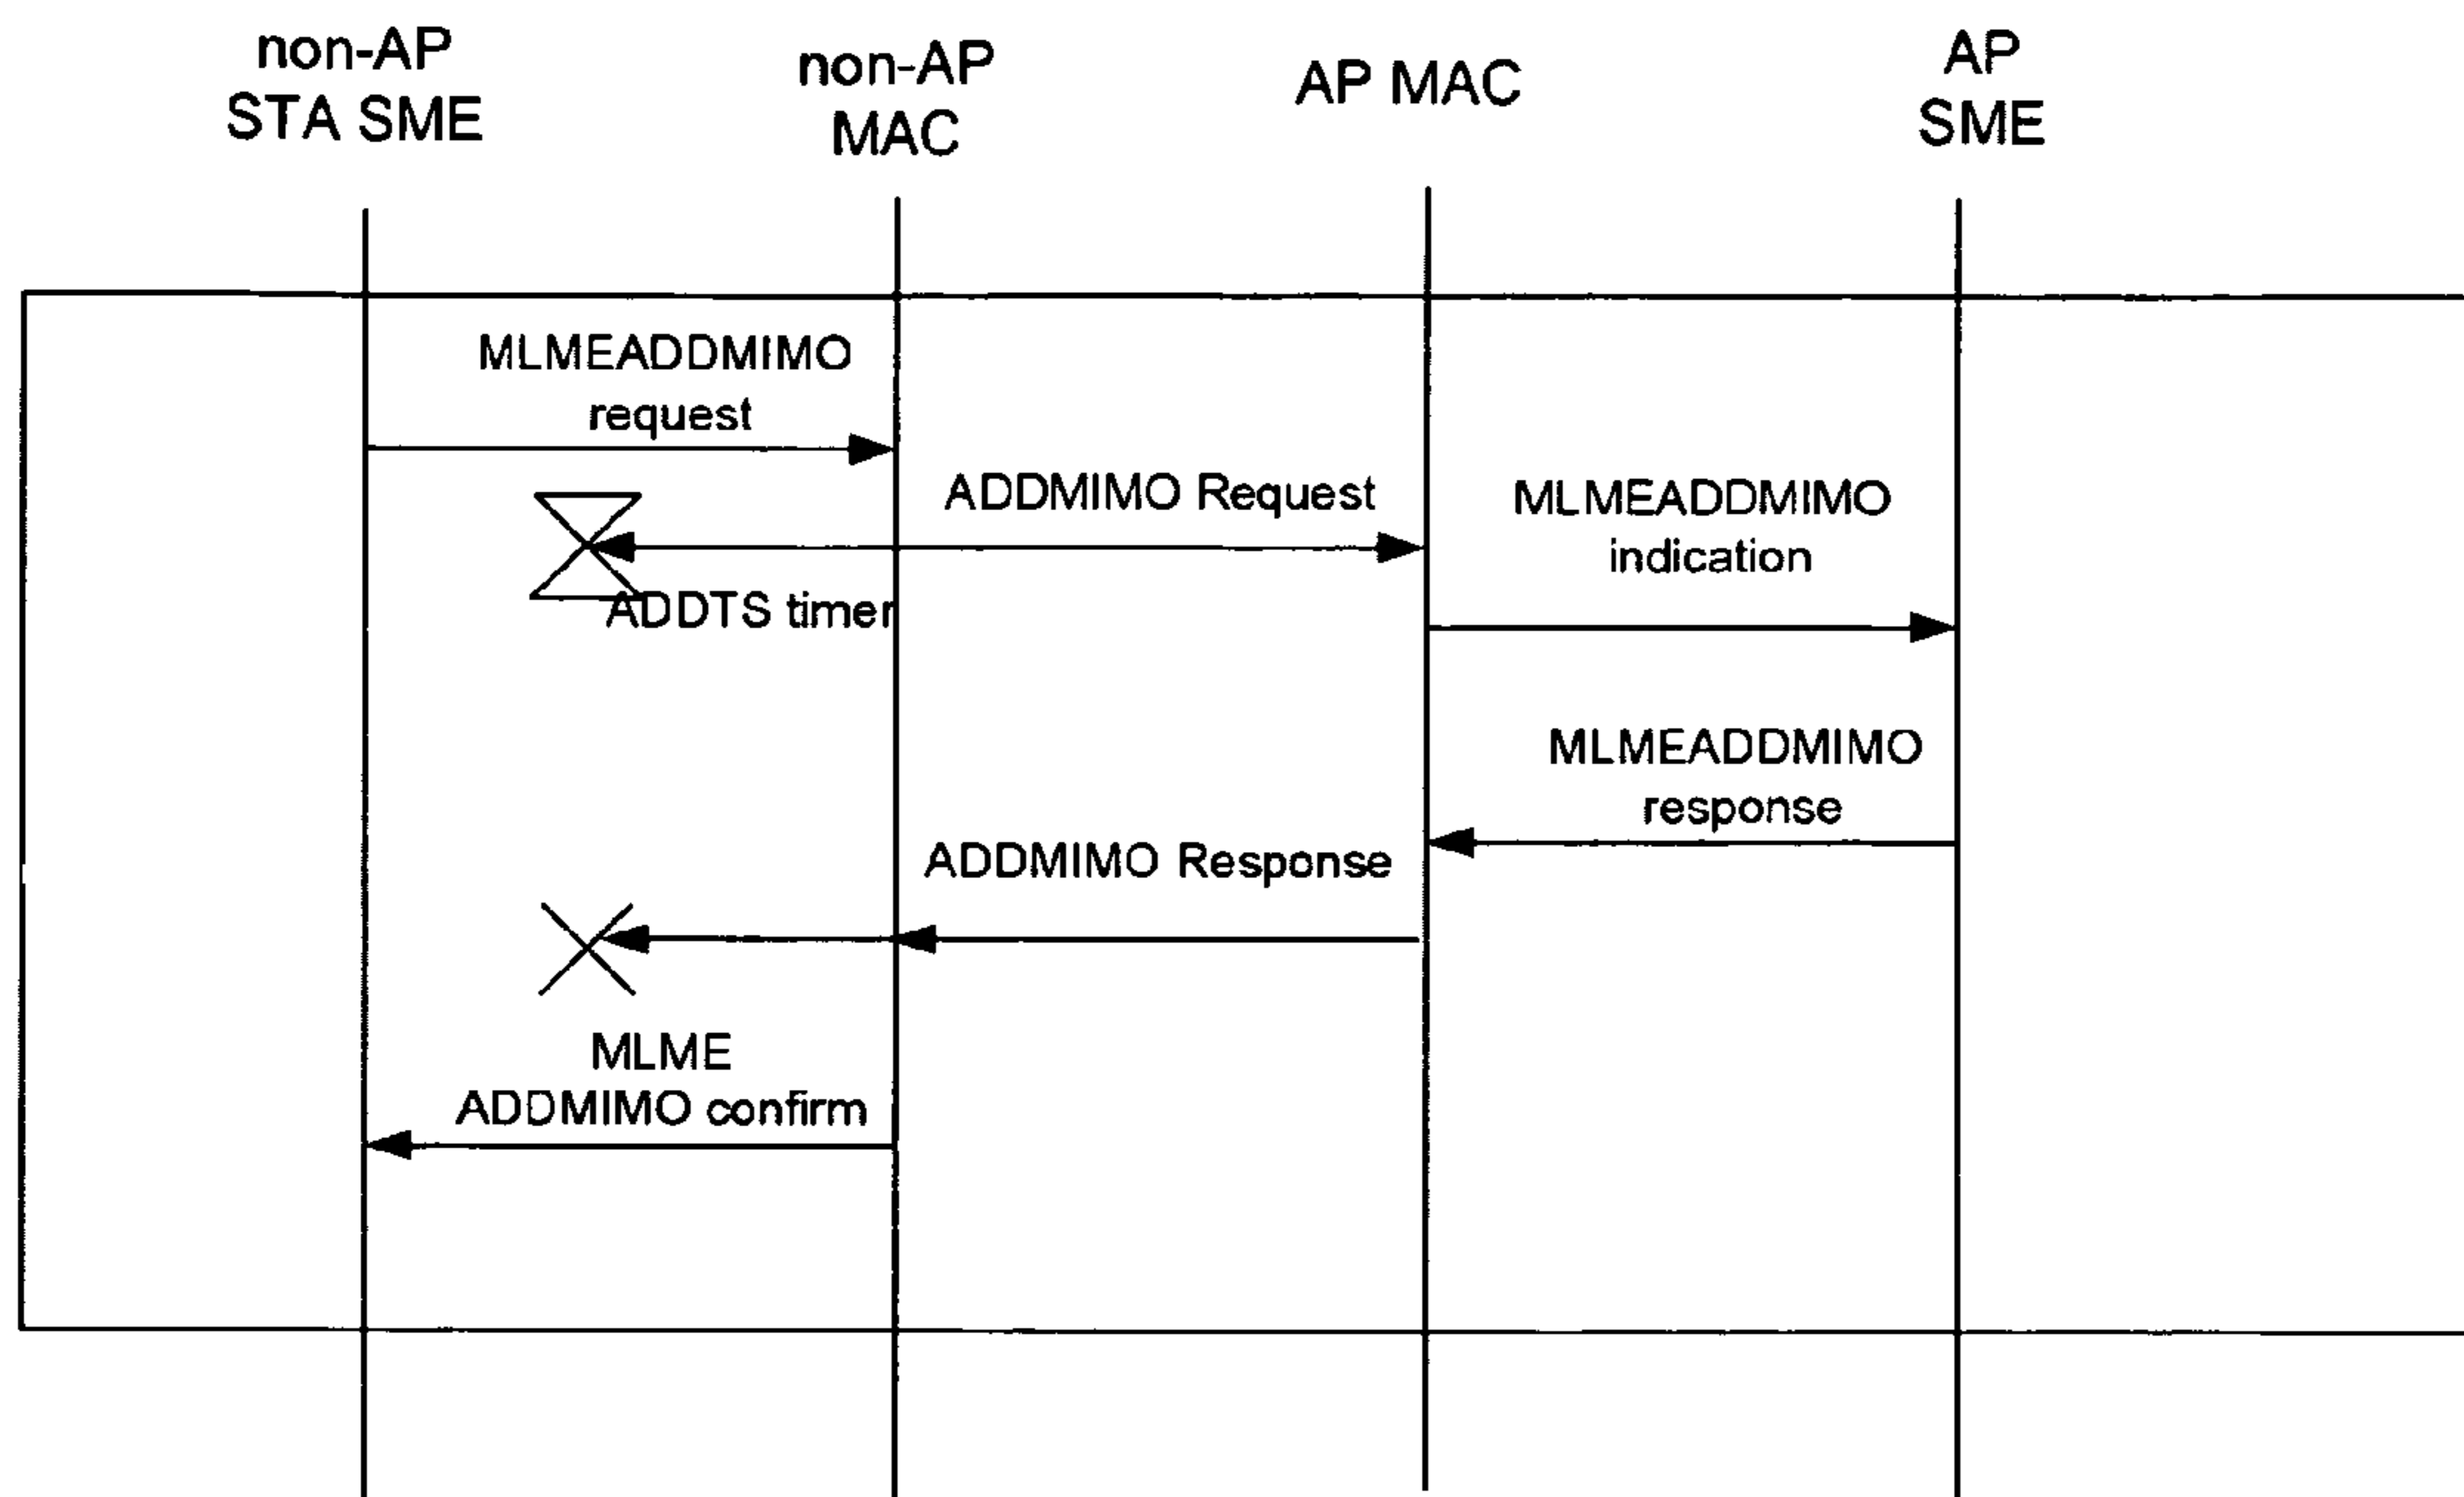 non-AP
STA SME
non-AP
MAC
AP MAC
AP
SME
MLMEADDMIMO
request
ADDMIMO Request
MLMEADDMIMO
indication
ADDTS timer
MLMEADDMIMO
response
ADDMIMO Response
MLME
ADDMIMO confirm